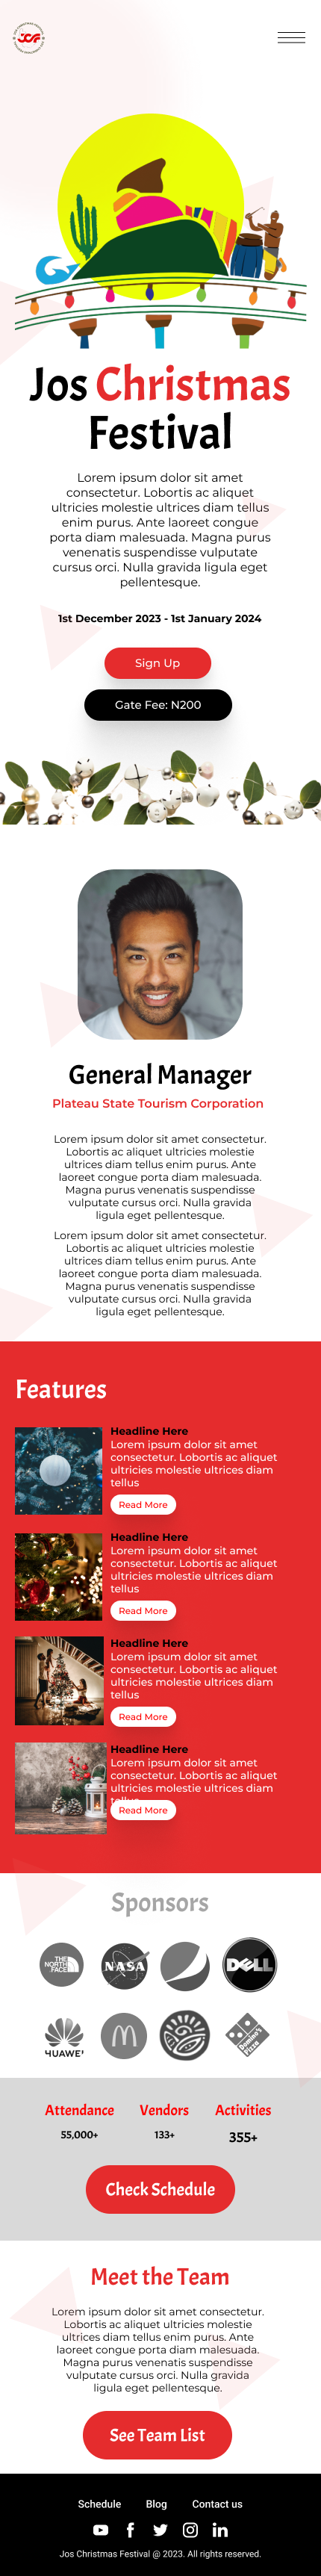 JCF
Jos Christmas
Festival
Lorem ipsum dolor sit amet
consectetur. Lobortis ac aliquet
ultricies molestie ultrices diam tellus
enim purus. Ante laoreet congue
porta diam malesuada. Magna purus
venenatis suspendisse vulputate
cursus orci. Nulla gravida ligula eget
pellentesque.
1st December 2023 - 1st January 2024
Sign Up
Gate Fee: N200
General Manager
Plateau State Tourism Corporation
Lorem ipsum dolor sit amet consectetur.
Lobortis ac aliquet ultricies molestie
ultrices diam tellus enim purus. Ante
laoreet congue porta diam malesuada.
Magna purus venenatis suspendisse
vulputate cursus orci. Nulla gravida
ligula eget pellentesque.
Lorem ipsum dolor sit amet consectetur.
Lobortis ac aliquet ultricies molestie
ultrices diam tellus enim purus. Ante
laoreet congue porta diam malesuada.
Magna purus venenatis suspendisse
vulputate cursus orci. Nulla gravida
ligula eget pellentesque.
Features
Headline Here
Lorem ipsum dolor sit amet
consectetur. Lobortis ac aliquet
ultricies molestie ultrices diam
tellus
Read More
Headline Here
Lorem ipsum dolor sit amet
consectetur. Lobortis ac aliquet
ultricies molestie ultrices diam
tellus
Read More
Headline Here
Lorem ipsum dolor sit amet
consectetur. Lobortis ac aliquet
ultricies molestie ultrices diam
tellus
Read More
Headline Here
Lorem ipsum dolor sit amet
consectetur. Lobortis ac aliquet
ultricies molestie ultrices diam
tellus
Read More
Sponsors
THE NORTH FACE
NASA
DELL
HUAWEI
Domino's Pizza
Attendance Vendors Activities
55,000+ 133+ 355+
Check Schedule
Meet the Team
Lorem ipsum dolor sit amet consectetur.
Lobortis ac aliquet ultricies molestie
ultrices diam tellus enim purus. Ante
laoreet congue porta diam malesuada.
Magna purus venenatis suspendisse
vulputate cursus orci. Nulla gravida
ligula eget pellentesque.
See Team List
Schedule Blog Contact us
Jos Christmas Festival @ 2023. All rights reserved.